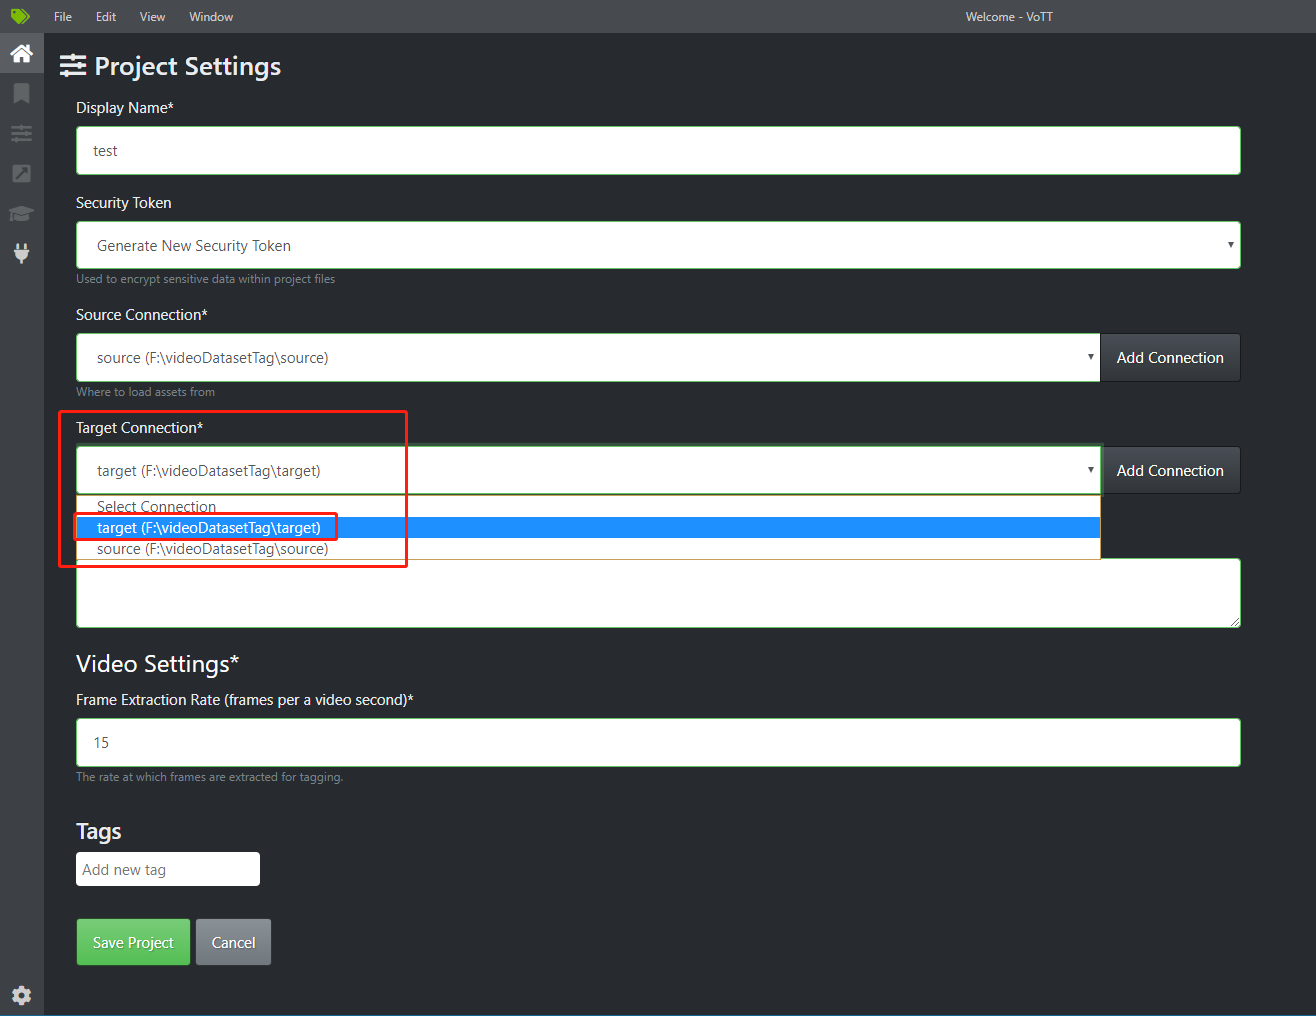 File Edit View Window Welcome - VoTT
Project Settings
Display Name*
test
Security Token
Generate New Security Token
Used to encrypt sensitive data within project files
Source Connection*
source (F:\videoDatasetTag\source) Add Connection
Where to load assets from
Target Connection*
target (F:\videoDatasetTag\target) Add Connection
Select Connection
target (F:\videoDatasetTag\target)
source (F:\videoDatasetTag\source)
Video Settings*
Frame Extraction Rate (frames per a video second)*
15
The rate at which frames are extracted for tagging.
Tags
Add new tag
Save Project Cancel